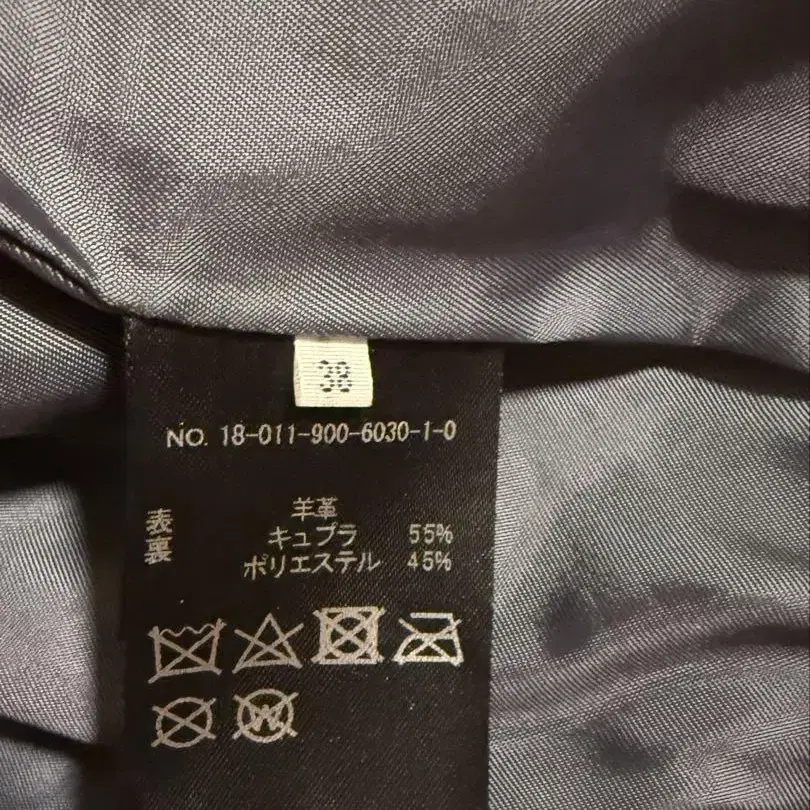 38
NO. 18-011-900-6030-1-0
表 羊革
裏 キュプラ 55%
ポリエステル 45%
W